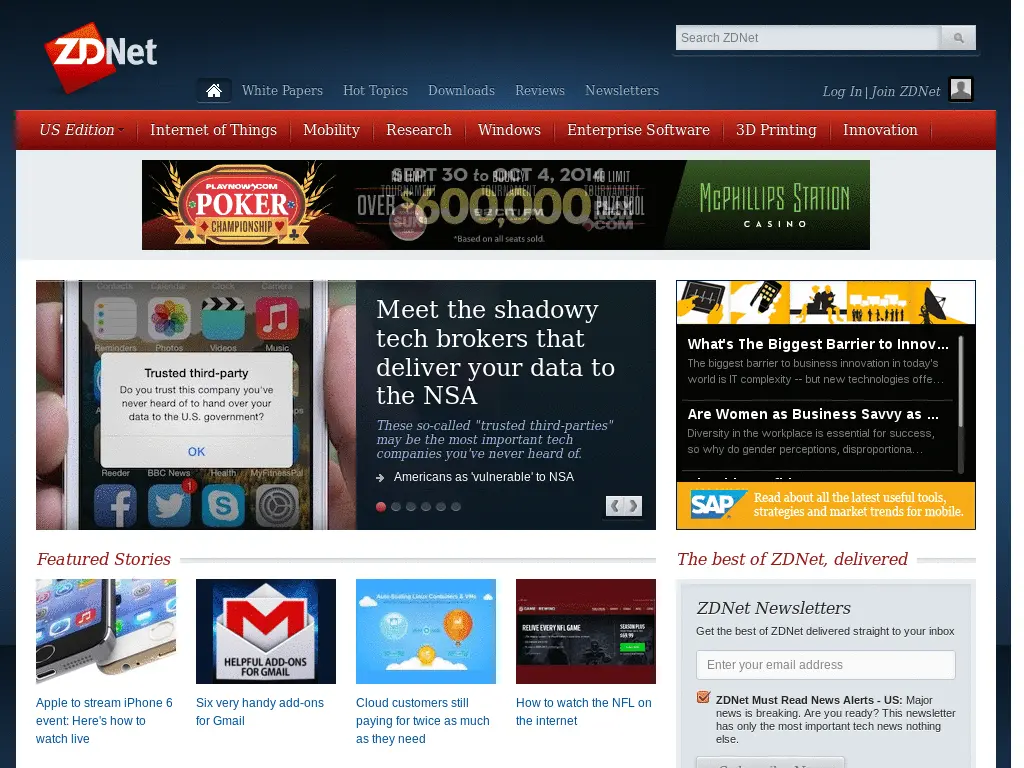 ZDNet
Search ZDNet
White Papers
Hot Topics
Downloads
Reviews
Newsletters
Log In | Join ZDNet
US Edition
Internet of Things
Mobility
Research
Windows
Enterprise Software
3D Printing
Innovation
PLAYNOW.COM
POKER
CHAMPIONSHIP
SEPT 30 to OCT 4, 2014
TOURNAMENT
OVER $600,000
*Based on all seats sold.
McPHILLIPS STATION
CASINO
Contacts
Calendar
Clock
Camera
Reminders
Photos
Videos
Music
Trusted third-party
Do you trust this company you've
never heard of to hand over your
data to the U.S. government?
OK
Reeder
BBC News
Health
MyFitnessPal
1
Meet the shadowy
tech brokers that
deliver your data to
the NSA
These so-called "trusted third-parties"
may be the most important tech
companies you've never heard of.
Americans as 'vulnerable' to NSA
What's The Biggest Barrier to Innov...
The biggest barrier to business innovation in today's
world is IT complexity -- but new technologies offe...
Are Women as Business Savvy as ...
Diversity in the workplace is essential for success,
so why do gender perceptions, disproportiona...
SAP
Read about all the latest useful tools,
strategies and market trends for mobile.
Featured Stories
HELPFUL ADD-ONS
FOR GMAIL
Auto Scaling Linux Containers & VMs
GAME REWIND
RELIVE EVERY NFL GAME
SEASON PLUS
Apple to stream iPhone 6
event: Here's how to
watch live
Six very handy add-ons
for Gmail
Cloud customers still
paying for twice as much
as they need
How to watch the NFL on
the internet
The best of ZDNet, delivered
ZDNet Newsletters
Get the best of ZDNet delivered straight to your inbox
Enter your email address
ZDNet Must Read News Alerts - US: Major
news is breaking. Are you ready? This newsletter
has only the most important tech news nothing
else.